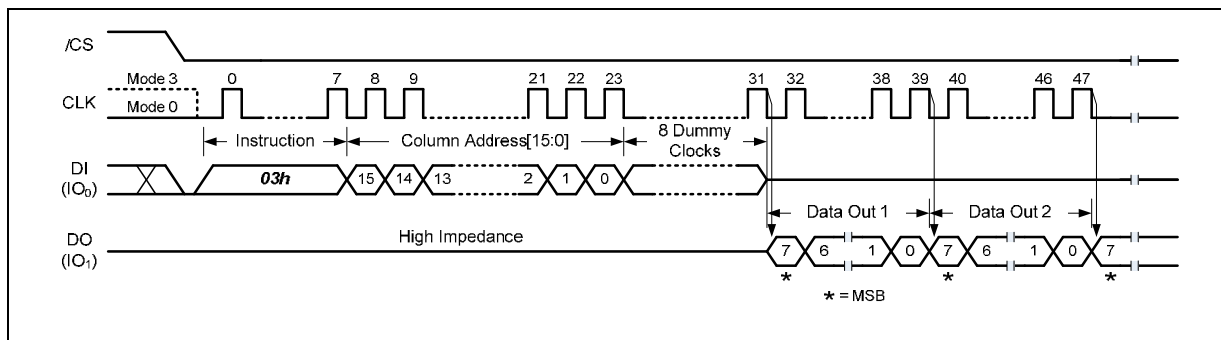 /CS
Mode 3 0 7 8 9 21 22 23 31 32 38 39 40 46 47
CLK Mode 0
Instruction Column Address[15:0] 8 Dummy Clocks
DI (IO0) 03h 15 14 13 2 1 0
Data Out 1 Data Out 2
DO (IO1) High Impedance 7 6 1 0 7 6 1 0 7
* * *
* = MSB